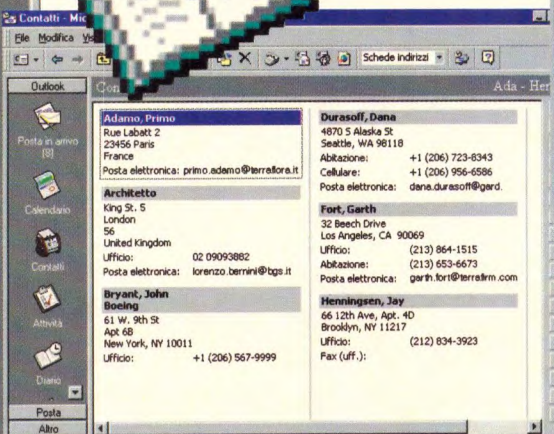 Contatti - Mic
File Modifica Vis
Schede indirizzi
Outlook
Con
Ada - Her
Posta in arrivo
[8]
Calendario
Contatti
Attività
Diario
Posta
Altro
Adamo, Primo
Rue Labatt 2
23456 Paris
France
Posta elettronica: primo.adamo@terraflora.it
Architetto
King St. 5
London
56
United Kingdom
Ufficio: 02 09093882
Posta elettronica: lorenzo.bernini@bgs.it
Bryant, John
Boeing
61 W. 9th St
Apt 6B
New York, NY 10011
Ufficio: +1 (206) 567-9999
Durasoff, Dana
4870 S Alaska St
Seattle, WA 98118
Abitazione: +1 (206) 723-8343
Cellulare: +1 (206) 956-6586
Posta elettronica: dana.durasoff@gard.
Fort, Garth
32 Beech Drive
Los Angeles, CA 90069
Ufficio: (213) 864-1515
Abitazione: (213) 653-6673
Posta elettronica: garth.fort@terrafirm.com
Henningsen, Jay
66 12th Ave, Apt. 4D
Brooklyn, NY 11217
Ufficio: (212) 834-3923
Fax (uff.):